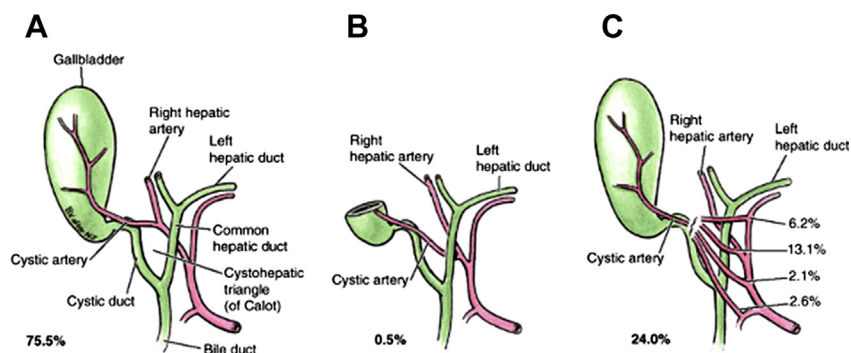 A
Gallbladder
Right hepatic
artery
Left
hepatic duct
Common
hepatic duct
Cystic artery
Cystohepatic
triangle
(of Calot)
Cystic duct
75.5%
Bile duct
B
Right
hepatic artery
Left
hepatic duct
Cystic artery
0.5%
C
Right
hepatic artery
Left
hepatic duct
Cystic artery
6.2%
13.1%
2.1%
2.6%
24.0%